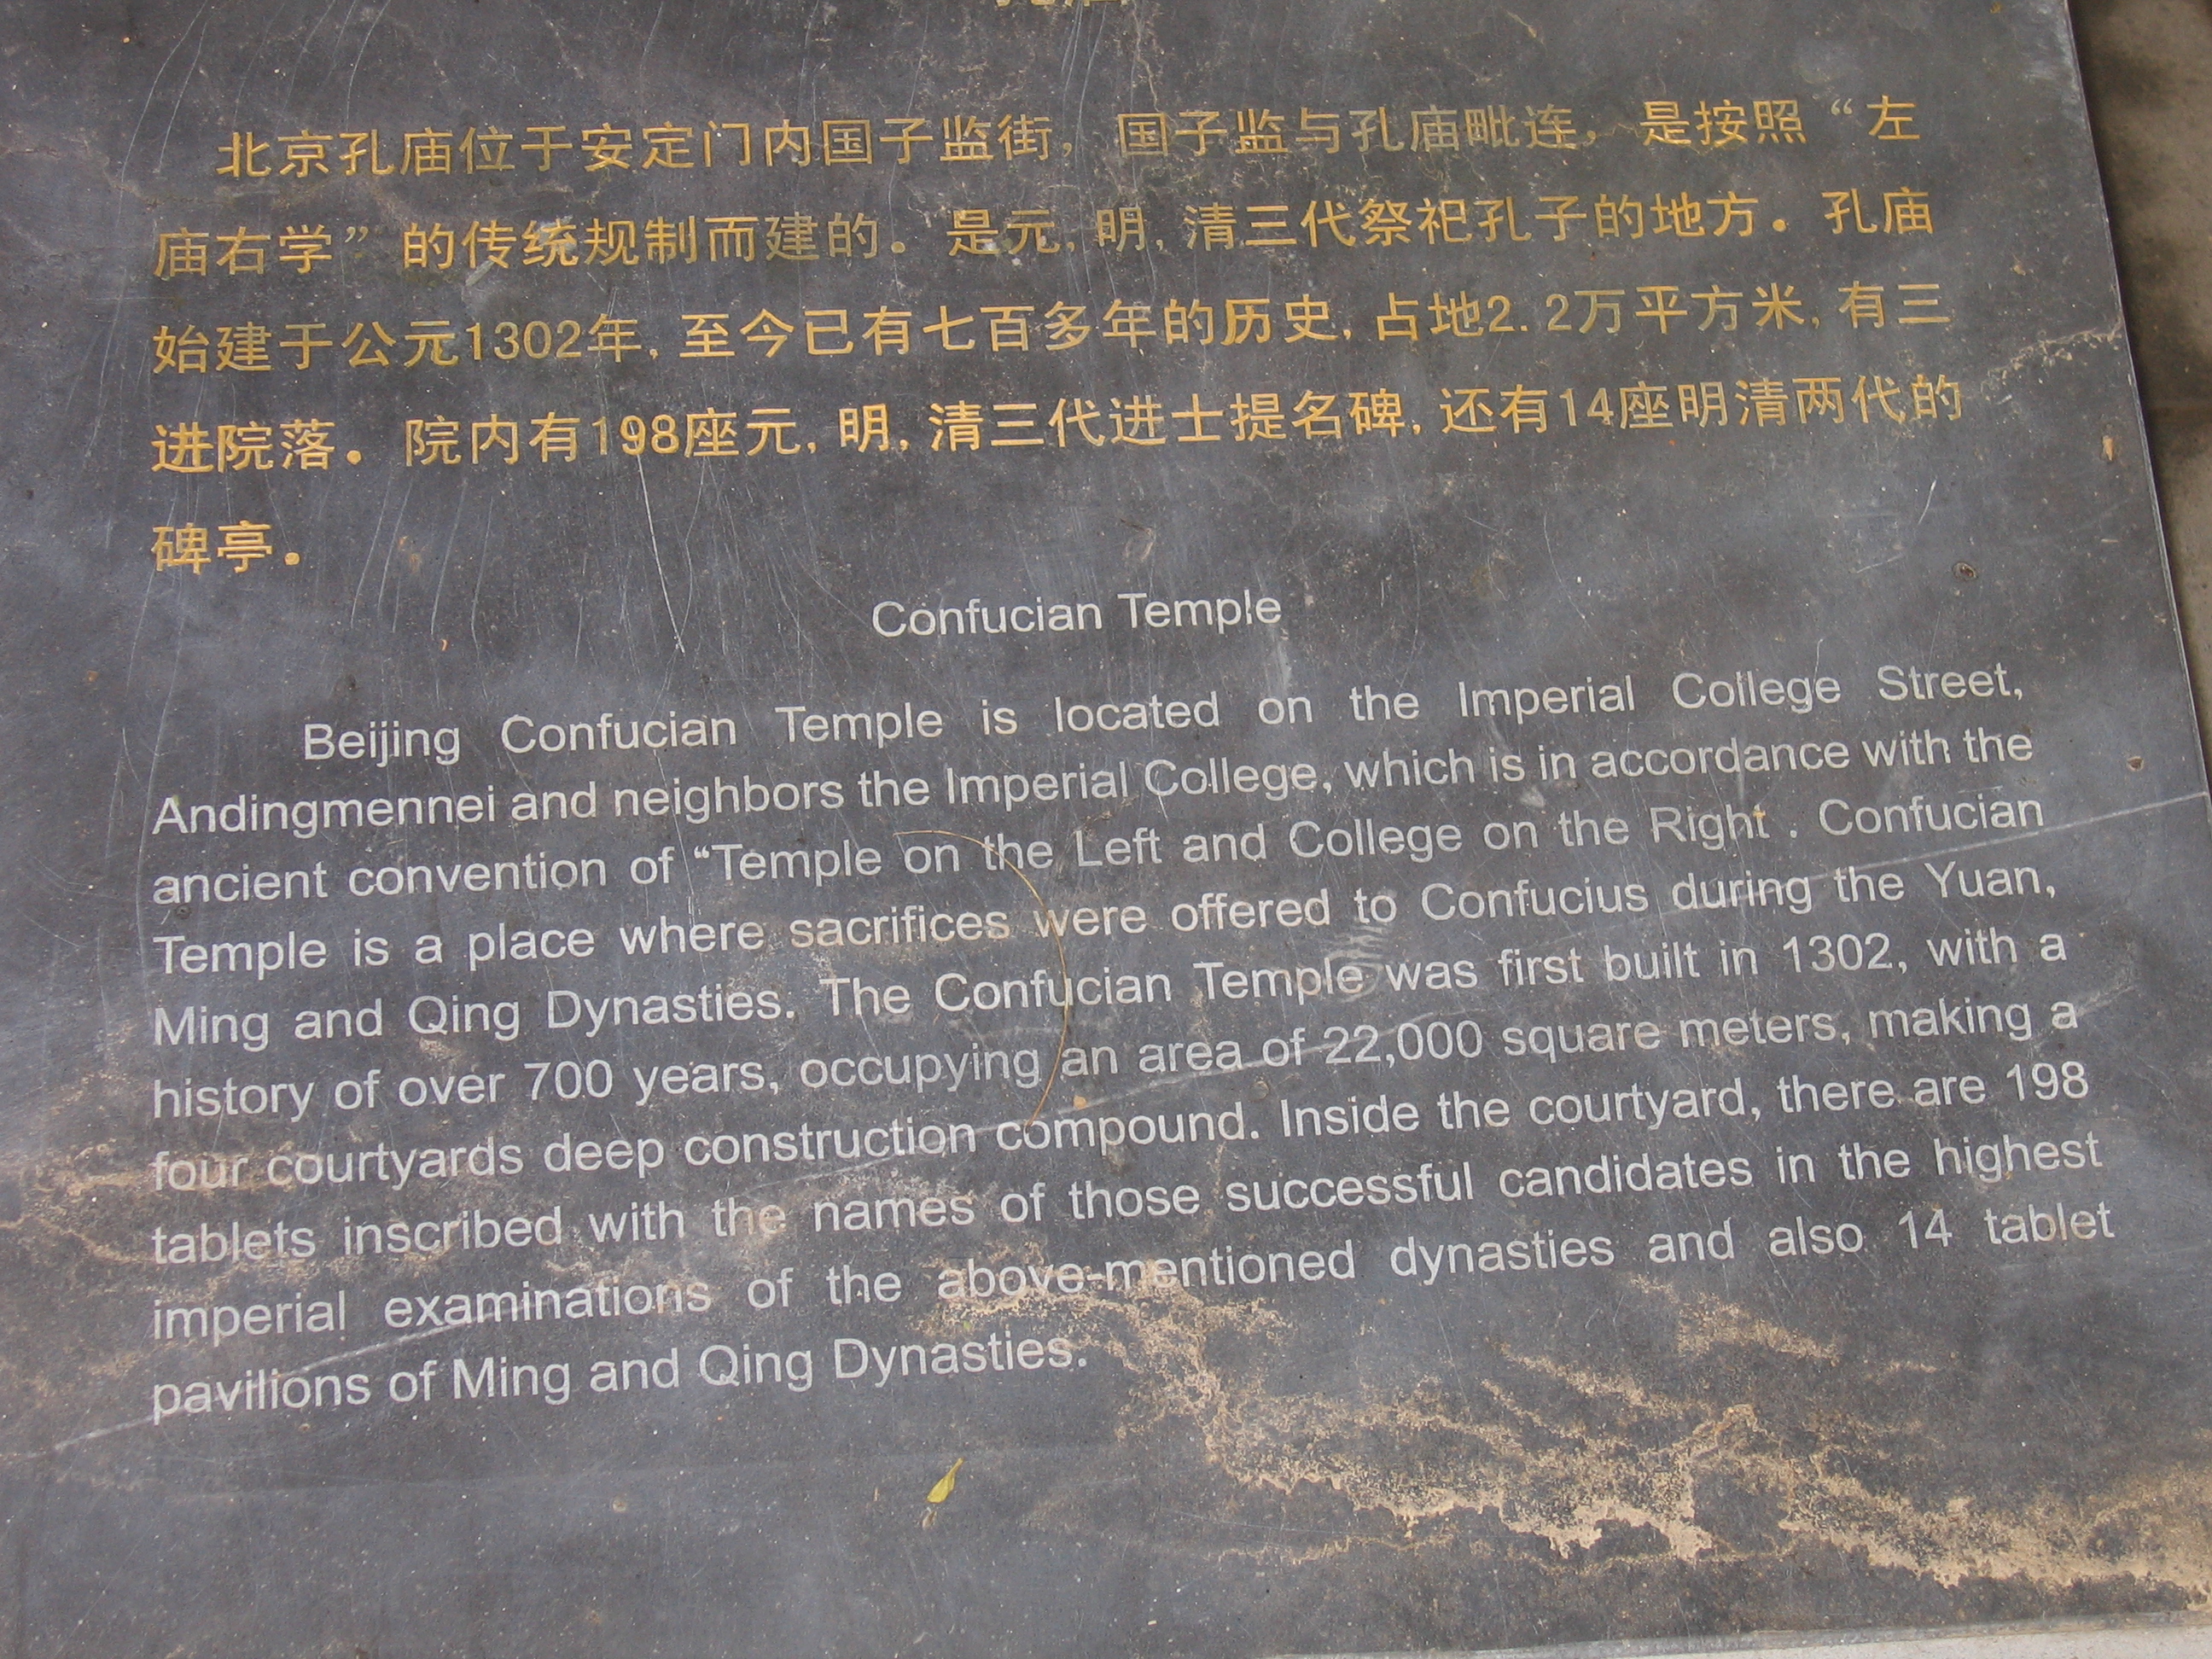 北京孔庙位于安定门内国子监街，国子监与孔庙毗连，是按照“左
庙右学”的传统规制而建的。是元,明,清三代祭祀孔子的地方。孔庙
始建于公元1302年,至今已有七百多年的历史,占地2.2万平方米,有三
进院落。院内有198座元,明,清三代进士提名碑,还有14座明清两代的
碑亭。
Confucian Temple
Beijing Confucian Temple is located on the Imperial College Street,
Andingmennei and neighbors the Imperial College, which is in accordance with the
ancient convention of “Temple on the Left and College on the Right . Confucian
Temple is a place where sacrifices were offered to Confucius during the Yuan,
Ming and Qing Dynasties. The Confucian Temple was first built in 1302, with a
history of over 700 years, occupying an area of 22,000 square meters, making a
four courtyards deep construction compound. Inside the courtyard, there are 198
tablets inscribed with the names of those successful candidates in the highest
imperial examinations of the above-mentioned dynasties and also 14 tablet
pavilions of Ming and Qing Dynasties.